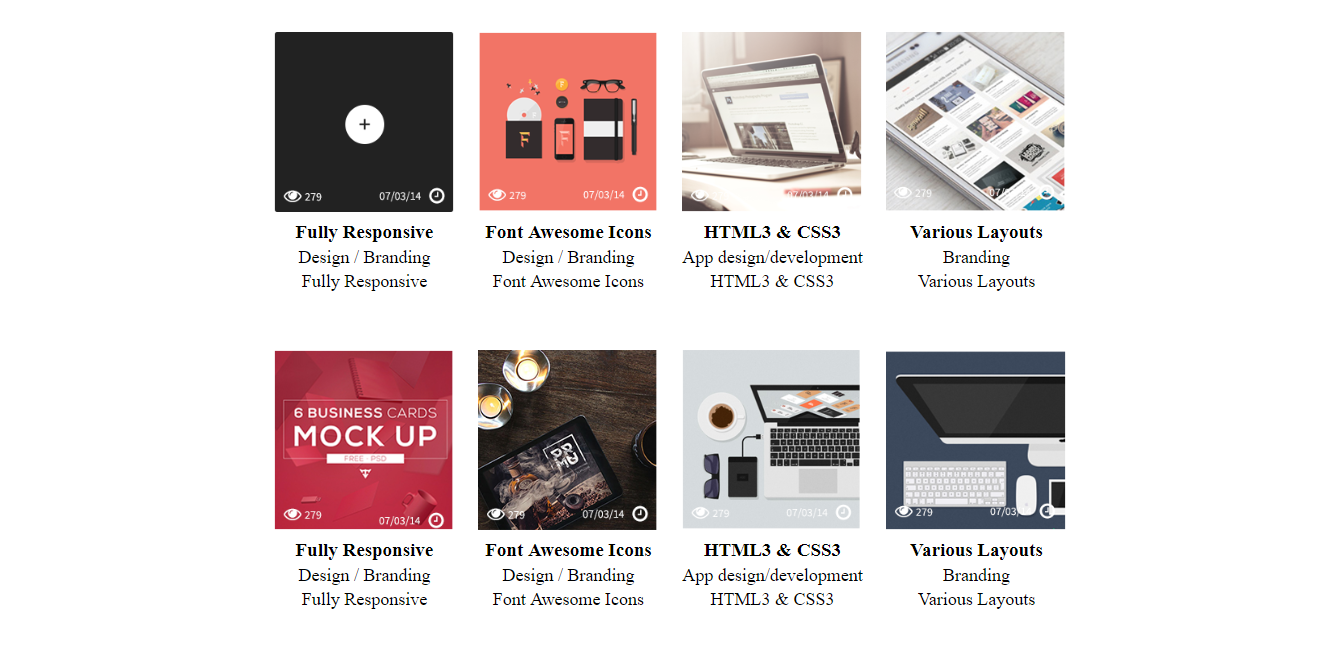 279 07/03/14
279 07/03/14
279 07/03/14
279 07/03/14
Fully Responsive
Design / Branding
Fully Responsive
Font Awesome Icons
Design / Branding
Font Awesome Icons
HTML3 & CSS3
App design/development
HTML3 & CSS3
Various Layouts
Branding
Various Layouts
6 BUSINESS CARDS
MOCK UP
FREE - PSD
279 07/03/14
279 07/03/14
279 07/03/14
279 07/03/14
Fully Responsive
Design / Branding
Fully Responsive
Font Awesome Icons
Design / Branding
Font Awesome Icons
HTML3 & CSS3
App design/development
HTML3 & CSS3
Various Layouts
Branding
Various Layouts